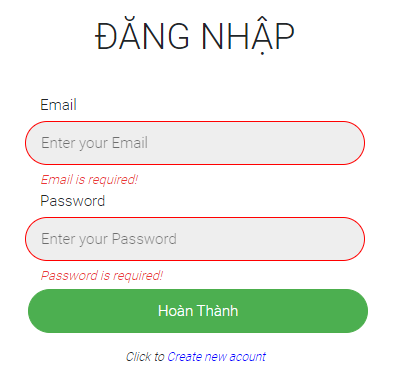 ĐĂNG NHẬP
Email
Enter your Email
Email is required!
Password
Enter your Password
Password is required!
Hoàn Thành
Click to Create new acount